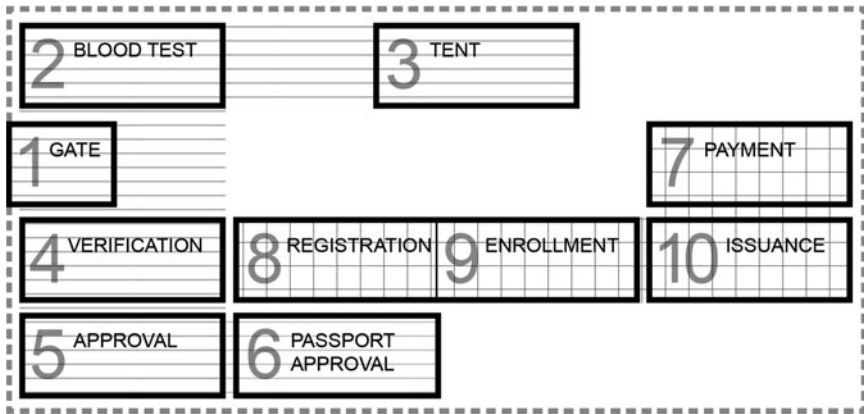 2 BLOOD TEST
3 TENT
1 GATE
7 PAYMENT
4 VERIFICATION
8 REGISTRATION
9 ENROLLMENT
10 ISSUANCE
5 APPROVAL
6 PASSPORT
APPROVAL